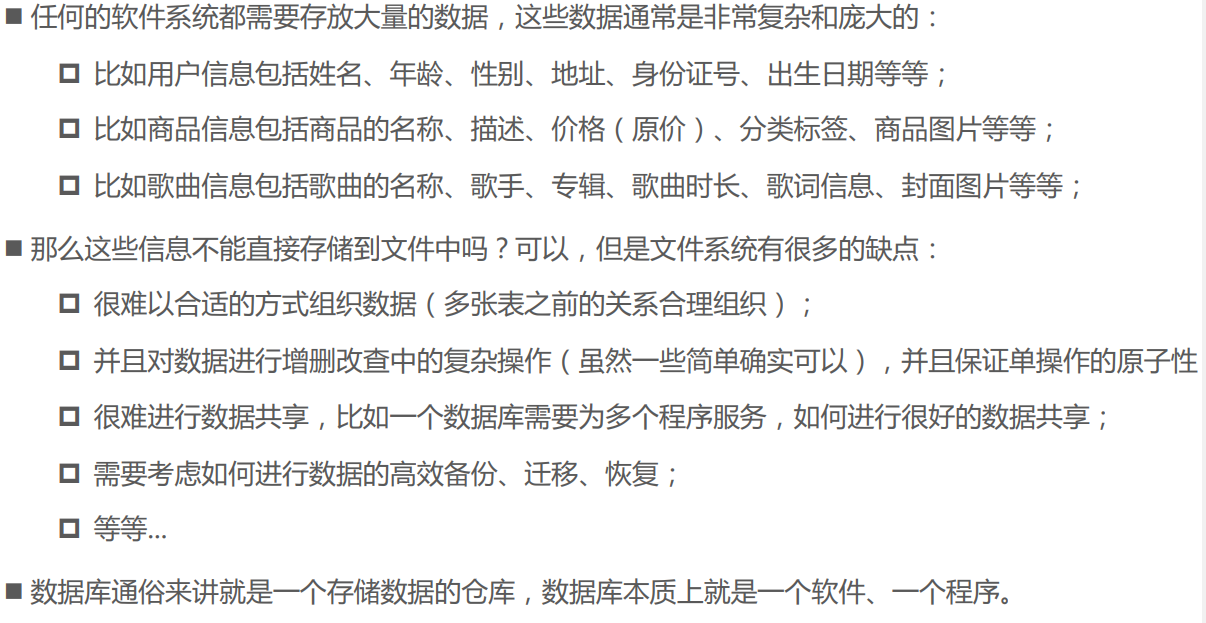 ■ 任何的软件系统都需要存放大量的数据，这些数据通常是非常复杂和庞大的：
❑ 比如用户信息包括姓名、年龄、性别、地址、身份证号、出生日期等等；
❑ 比如商品信息包括商品的名称、描述、价格（原价）、分类标签、商品图片等等；
❑ 比如歌曲信息包括歌曲的名称、歌手、专辑、歌曲时长、歌词信息、封面图片等等；
■ 那么这些信息不能直接存储到文件中吗？可以，但是文件系统有很多的缺点：
❑ 很难以合适的方式组织数据（多张表之前的关系合理组织）；
❑ 并且对数据进行增删改查中的复杂操作（虽然一些简单确实可以），并且保证单操作的原子性
❑ 很难进行数据共享，比如一个数据库需要为多个程序服务，如何进行很好的数据共享；
❑ 需要考虑如何进行数据的高效备份、迁移、恢复；
❑ 等等...
■ 数据库通俗来讲就是一个存储数据的仓库，数据库本质上就是一个软件、一个程序。